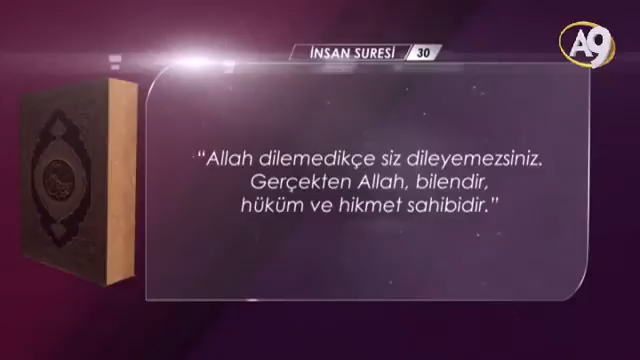 İNSAN SURESİ 30
A9
“Allah dilemedikçe siz dileyemezsiniz.
Gerçekten Allah, bilendir,
hüküm ve hikmet sahibidir.”